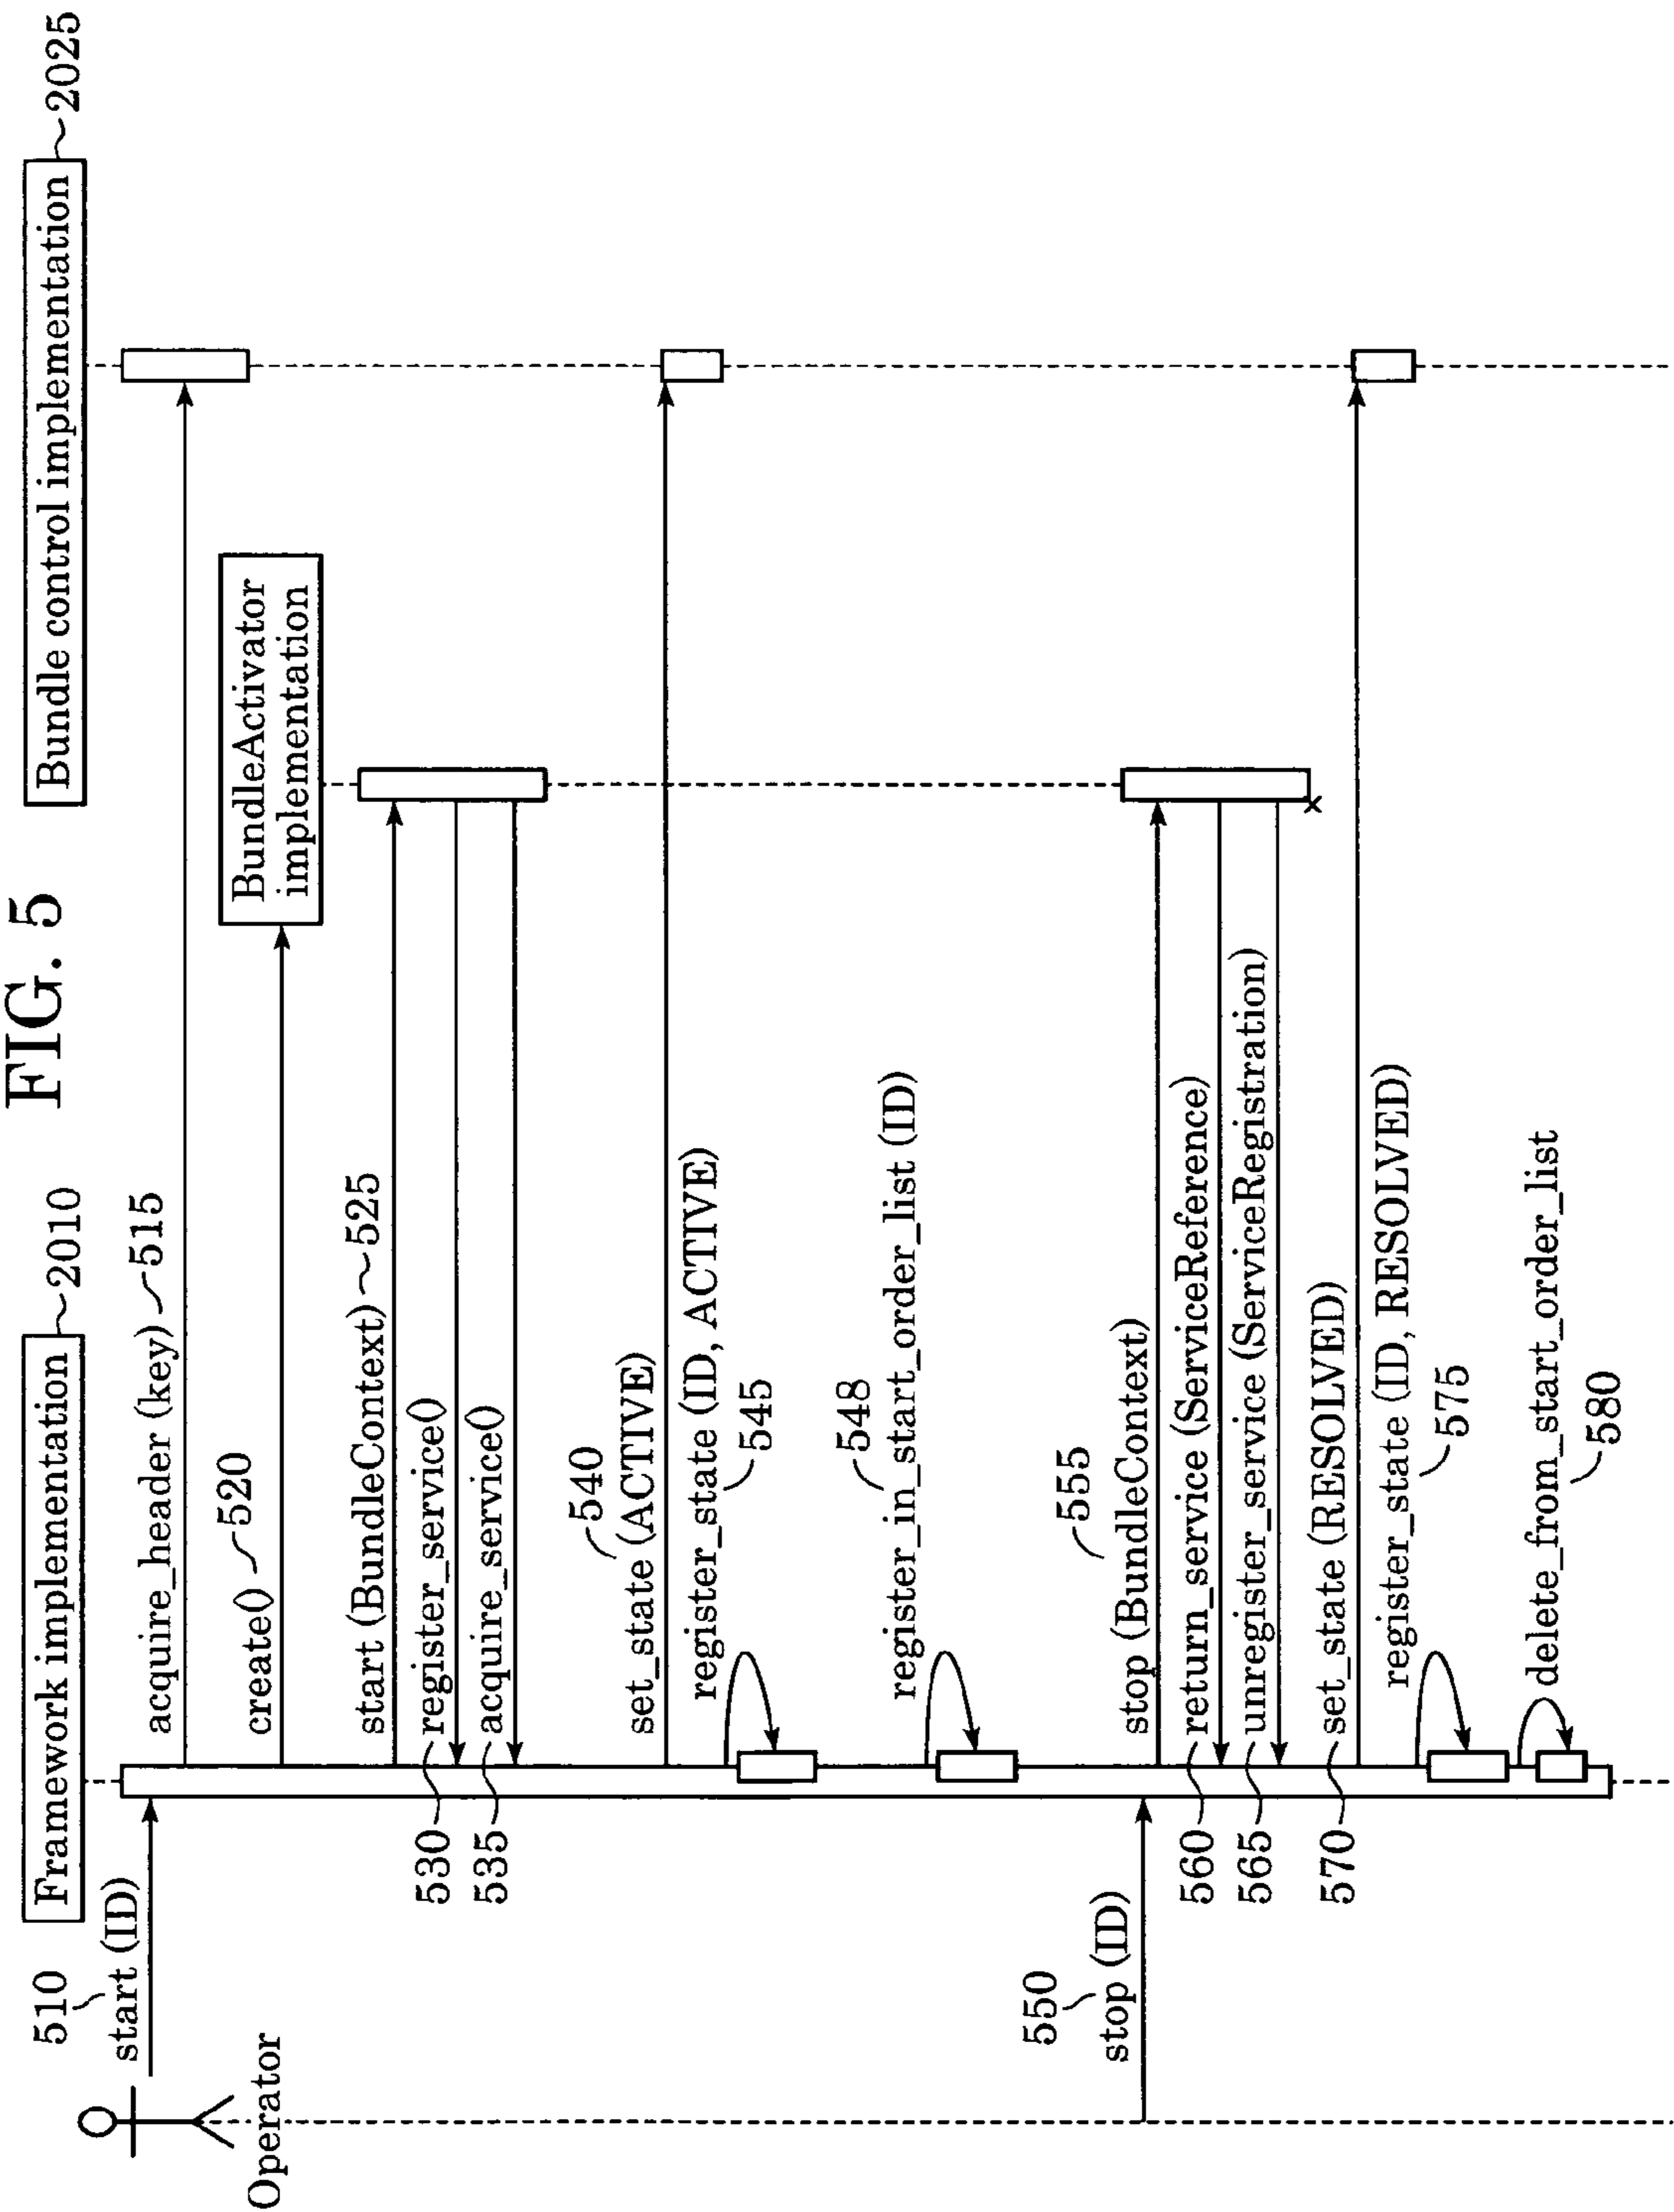 FIG. 5
Framework implementation
2010
Bundle control implementation
2025
510
start (ID)
Operator
acquire_header (key)
515
create()
520
BundleActivator
implementation
start (BundleContext)
525
530
register_service()
535
acquire_service()
540
set_state (ACTIVE)
register_state (ID, ACTIVE)
545
548
register_in_start_order_list (ID)
550
stop (ID)
555
stop (BundleContext)
560
return_service (ServiceReference)
565
unregister_service (ServiceRegistration)
570
set_state (RESOLVED)
register_state (ID, RESOLVED)
575
delete_from_start_order_list
580